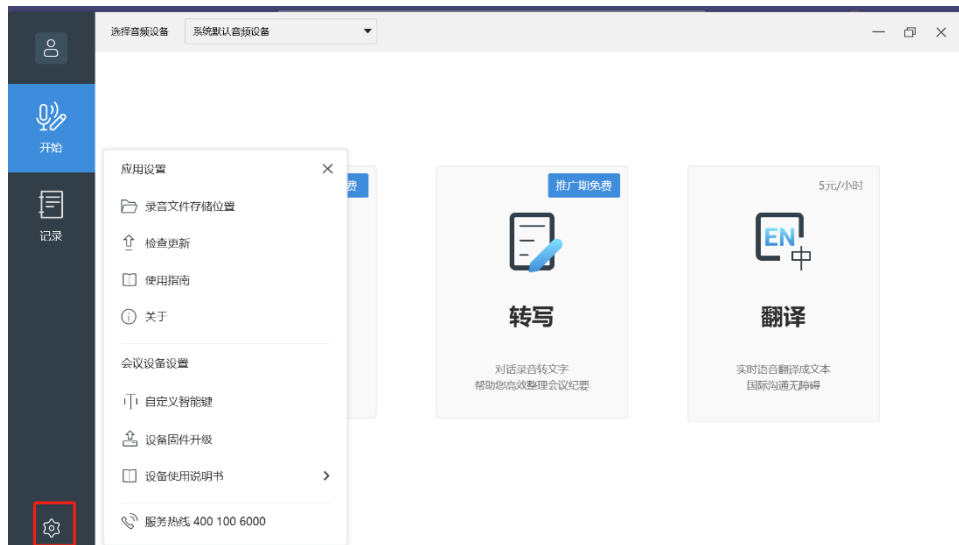 选择音频设备 系统默认音频设备
开始
记录
应用设置
录音文件存储位置
检查更新
使用指南
关于
会议设备设置
自定义智能键
设备固件升级
设备使用说明书
服务热线 400 100 6000
费
推广期免费
转写
对话录音转文字
帮助您高效整理会议纪要
5元/小时
EN
中
翻译
实时语音翻译成文本
国际沟通无障碍